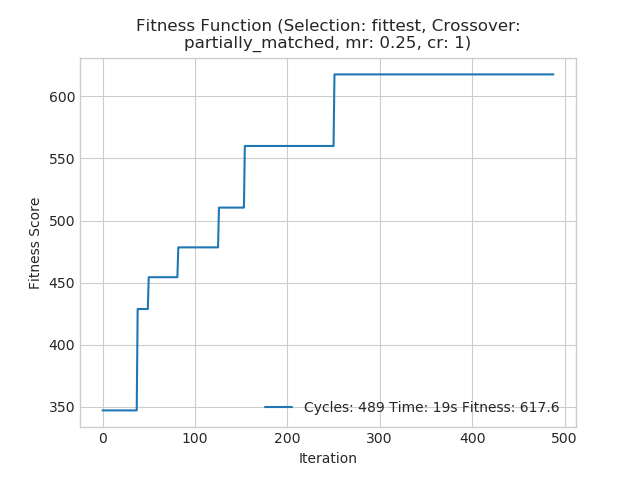 Fitness Function (Selection: fittest, Crossover:
partially_matched, mr: 0.25, cr: 1)
Fitness Score
600
550
500
450
400
350
Cycles: 489 Time: 19s Fitness: 617.6
0 100 200 300 400 500
Iteration